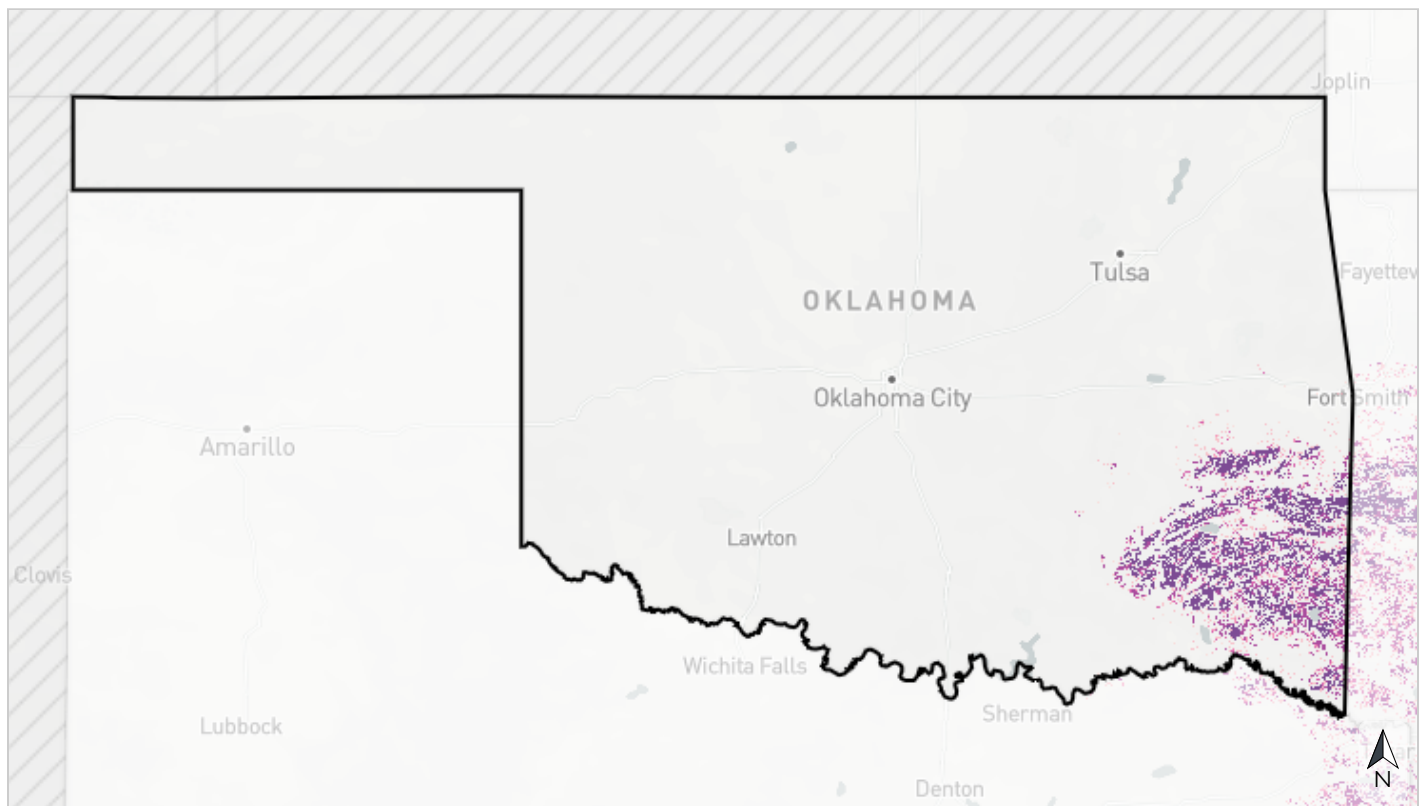 Joplin
Tulsa
Fayettev
OKLAHOMA
Oklahoma City
Fort Smith
Amarillo
Lawton
Clovis
Wichita Falls
Lubbock
Sherman
Denton
N